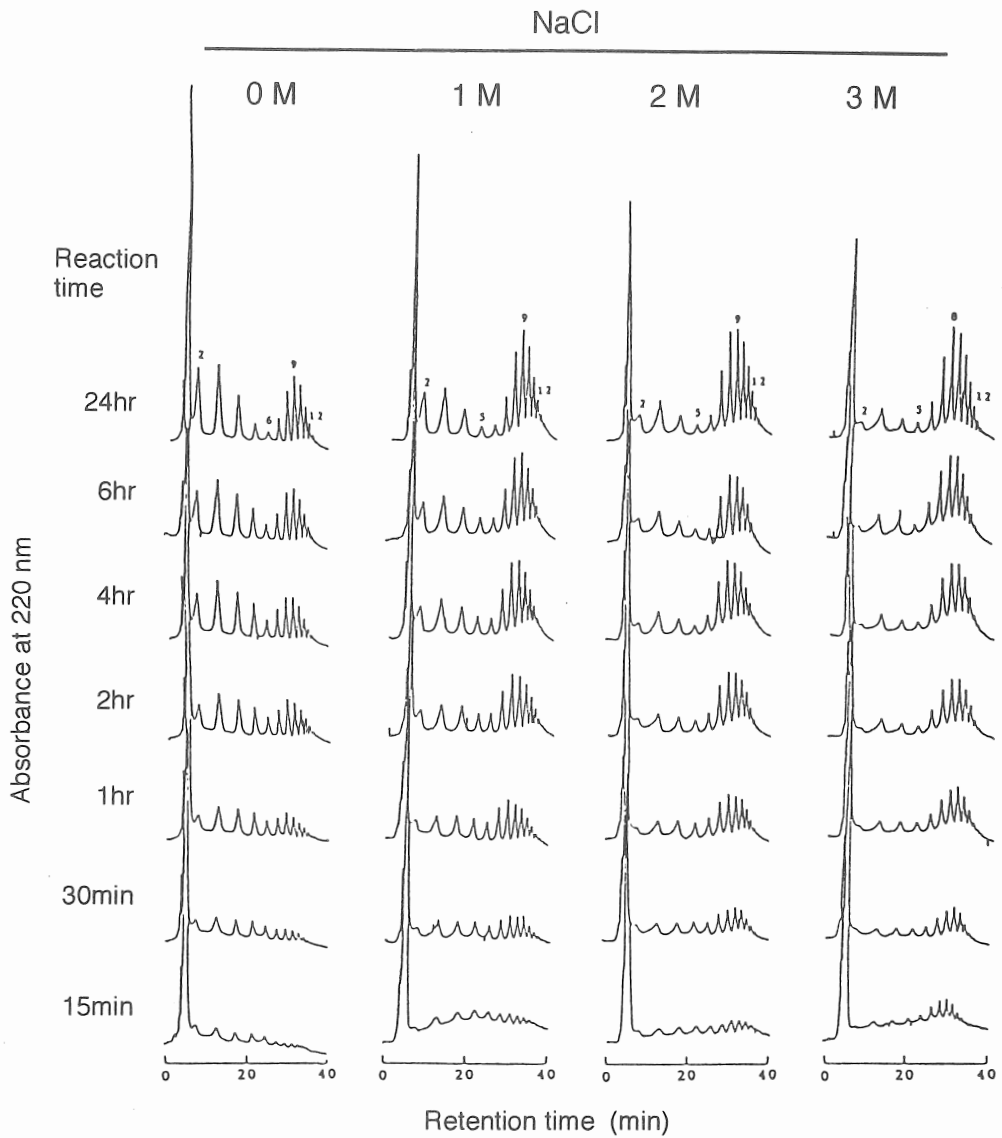 NaCl
0 M 1 M 2 M 3 M
Reaction
time
24hr
2 6 9 12
2 5 9 12
2 5 9 12
2 5 8 12
6hr
4hr
2hr
1hr
30min
15min
Absorbance at 220 nm
0 20 40 0 20 40 0 20 40 0 20 40
Retention time (min)